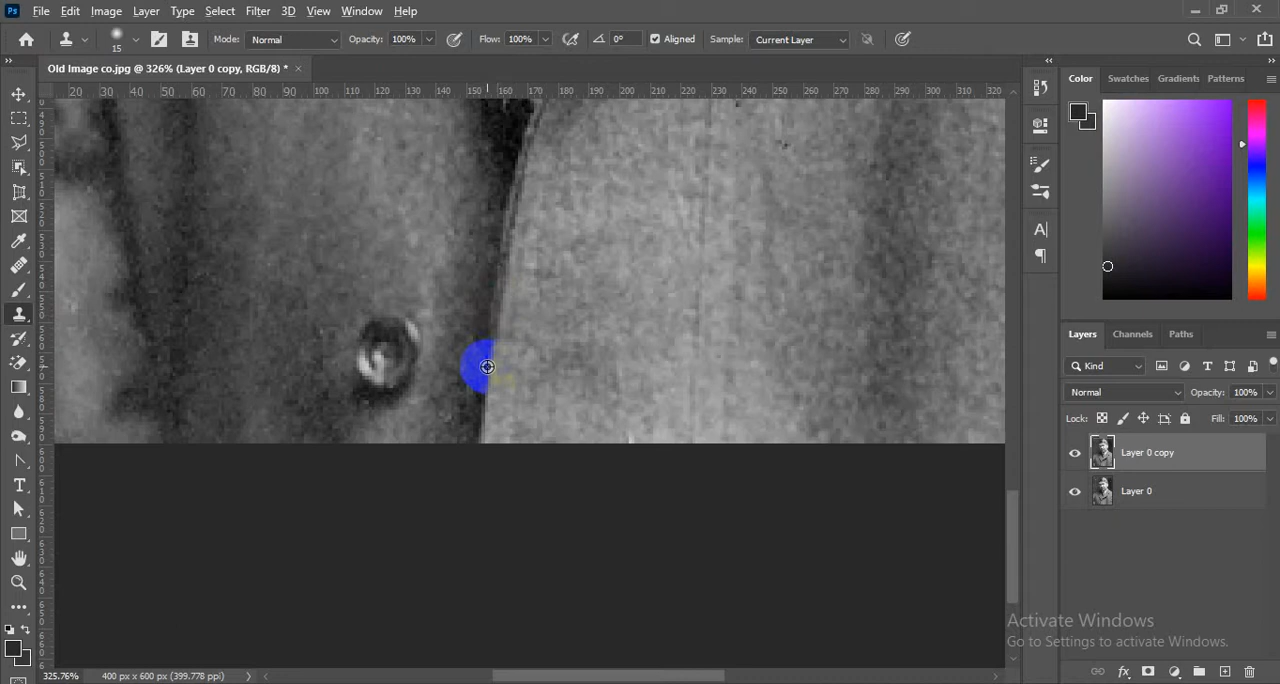 Ps File Edit Image Layer Type Select Filter 3D View Window Help
15 Mode: Normal Opacity: 100% Flow: 100% 0° Aligned Sample: Current Layer
Old Image co.jpg @ 326% (Layer 0 copy, RGB/8) * ×
20 30 40 50 60 70 80 90 100 110 120 130 140 150 160 170 180 190 200 210 220 230 240 250 260 270 280 290 300 310 320
Color Swatches Gradients Patterns
Layers Channels Paths
Kind
Normal Opacity: 100%
Lock: Fill: 100%
Layer 0 copy
Layer 0
Activate Windows
Go to Settings to activate Windows.
325.76% 400 px x 600 px (399.778 ppi)